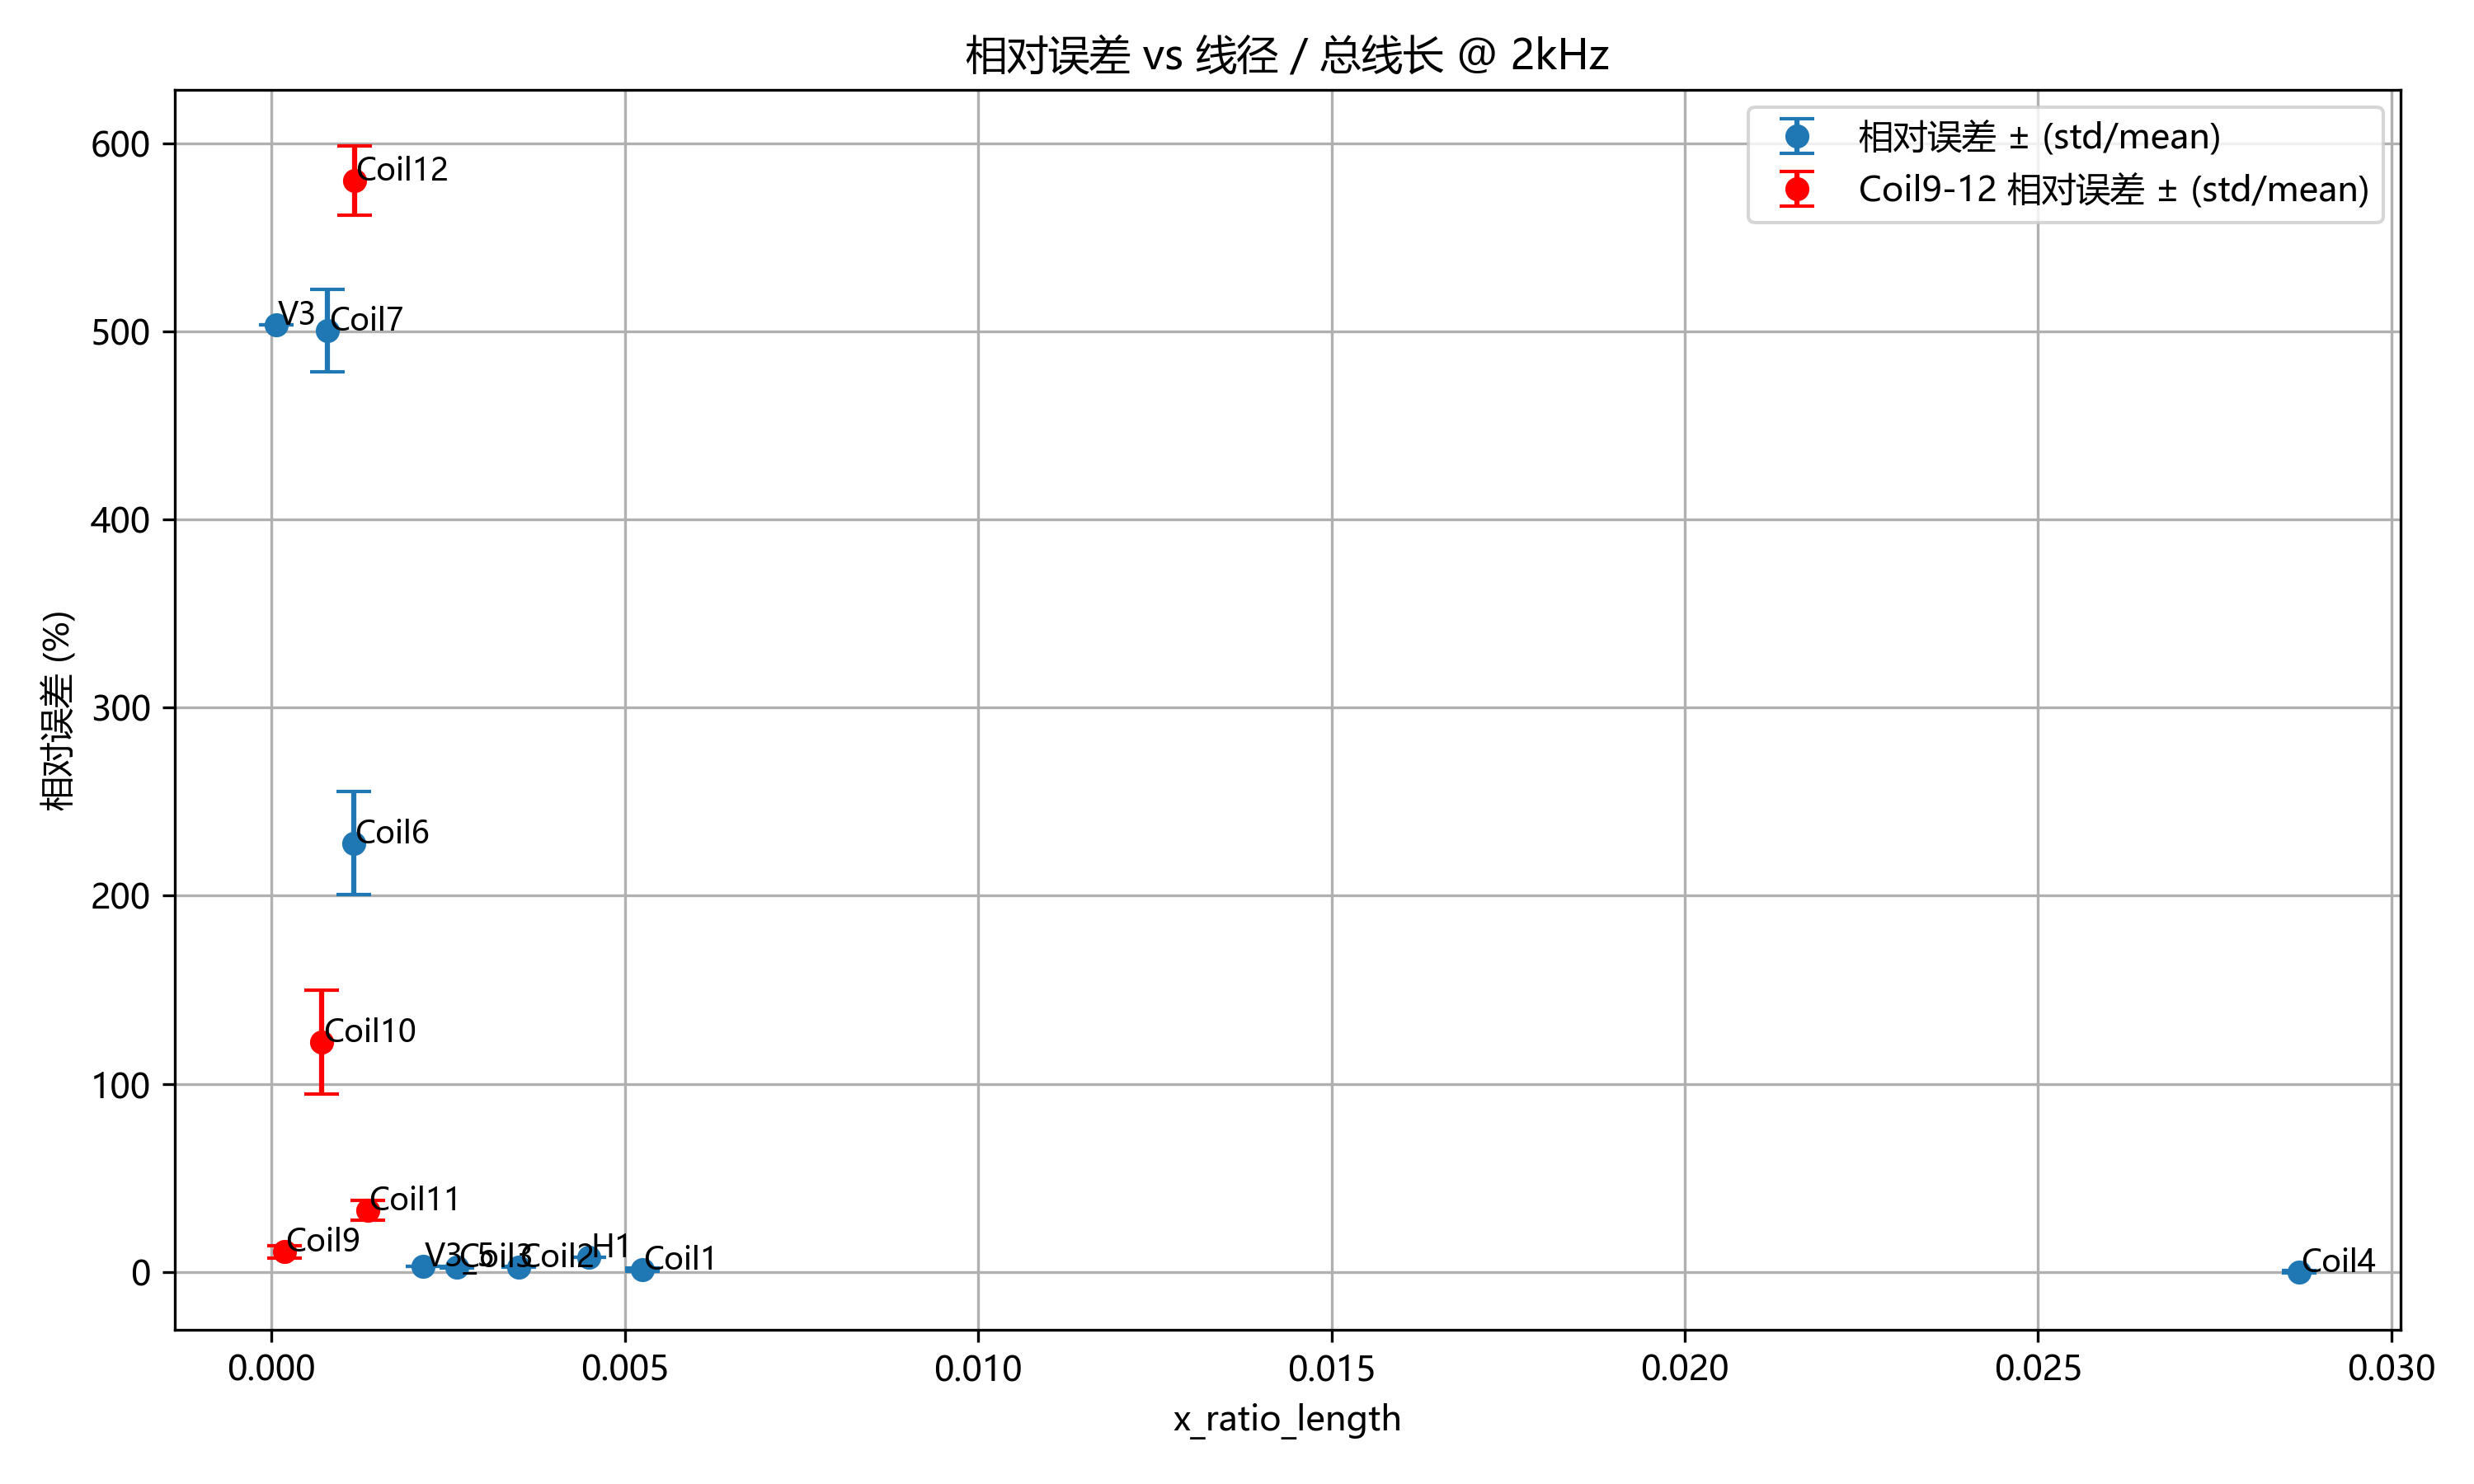 相对误差 vs 线径 / 总线长 @ 2kHz
相对误差 ± (std/mean)
Coil9-12 相对误差 ± (std/mean)
相对误差 (%)
600
500
400
300
200
100
0
Coil12
V3
Coil7
Coil6
Coil10
Coil11
Coil9
V3_5
Coil3
Coil2
H1
Coil1
Coil4
0.000
0.005
0.010
0.015
0.020
0.025
0.030
x_ratio_length